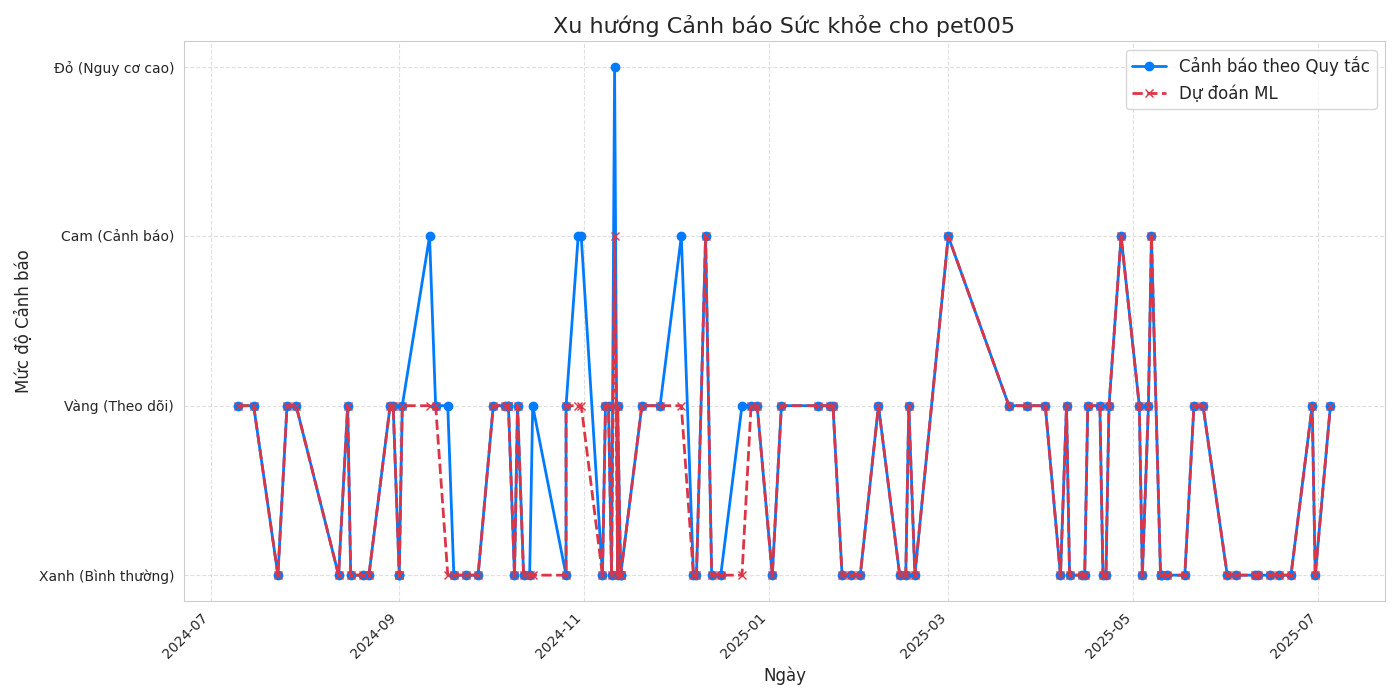 Xu hướng Cảnh báo Sức khỏe cho pet005
Cảnh báo theo Quy tắc
Dự đoán ML
Mức độ Cảnh báo
Đỏ (Nguy cơ cao)
Cam (Cảnh báo)
Vàng (Theo dõi)
Xanh (Bình thường)
2024-07
2024-09
2024-11
2025-01
2025-03
2025-05
2025-07
Ngày